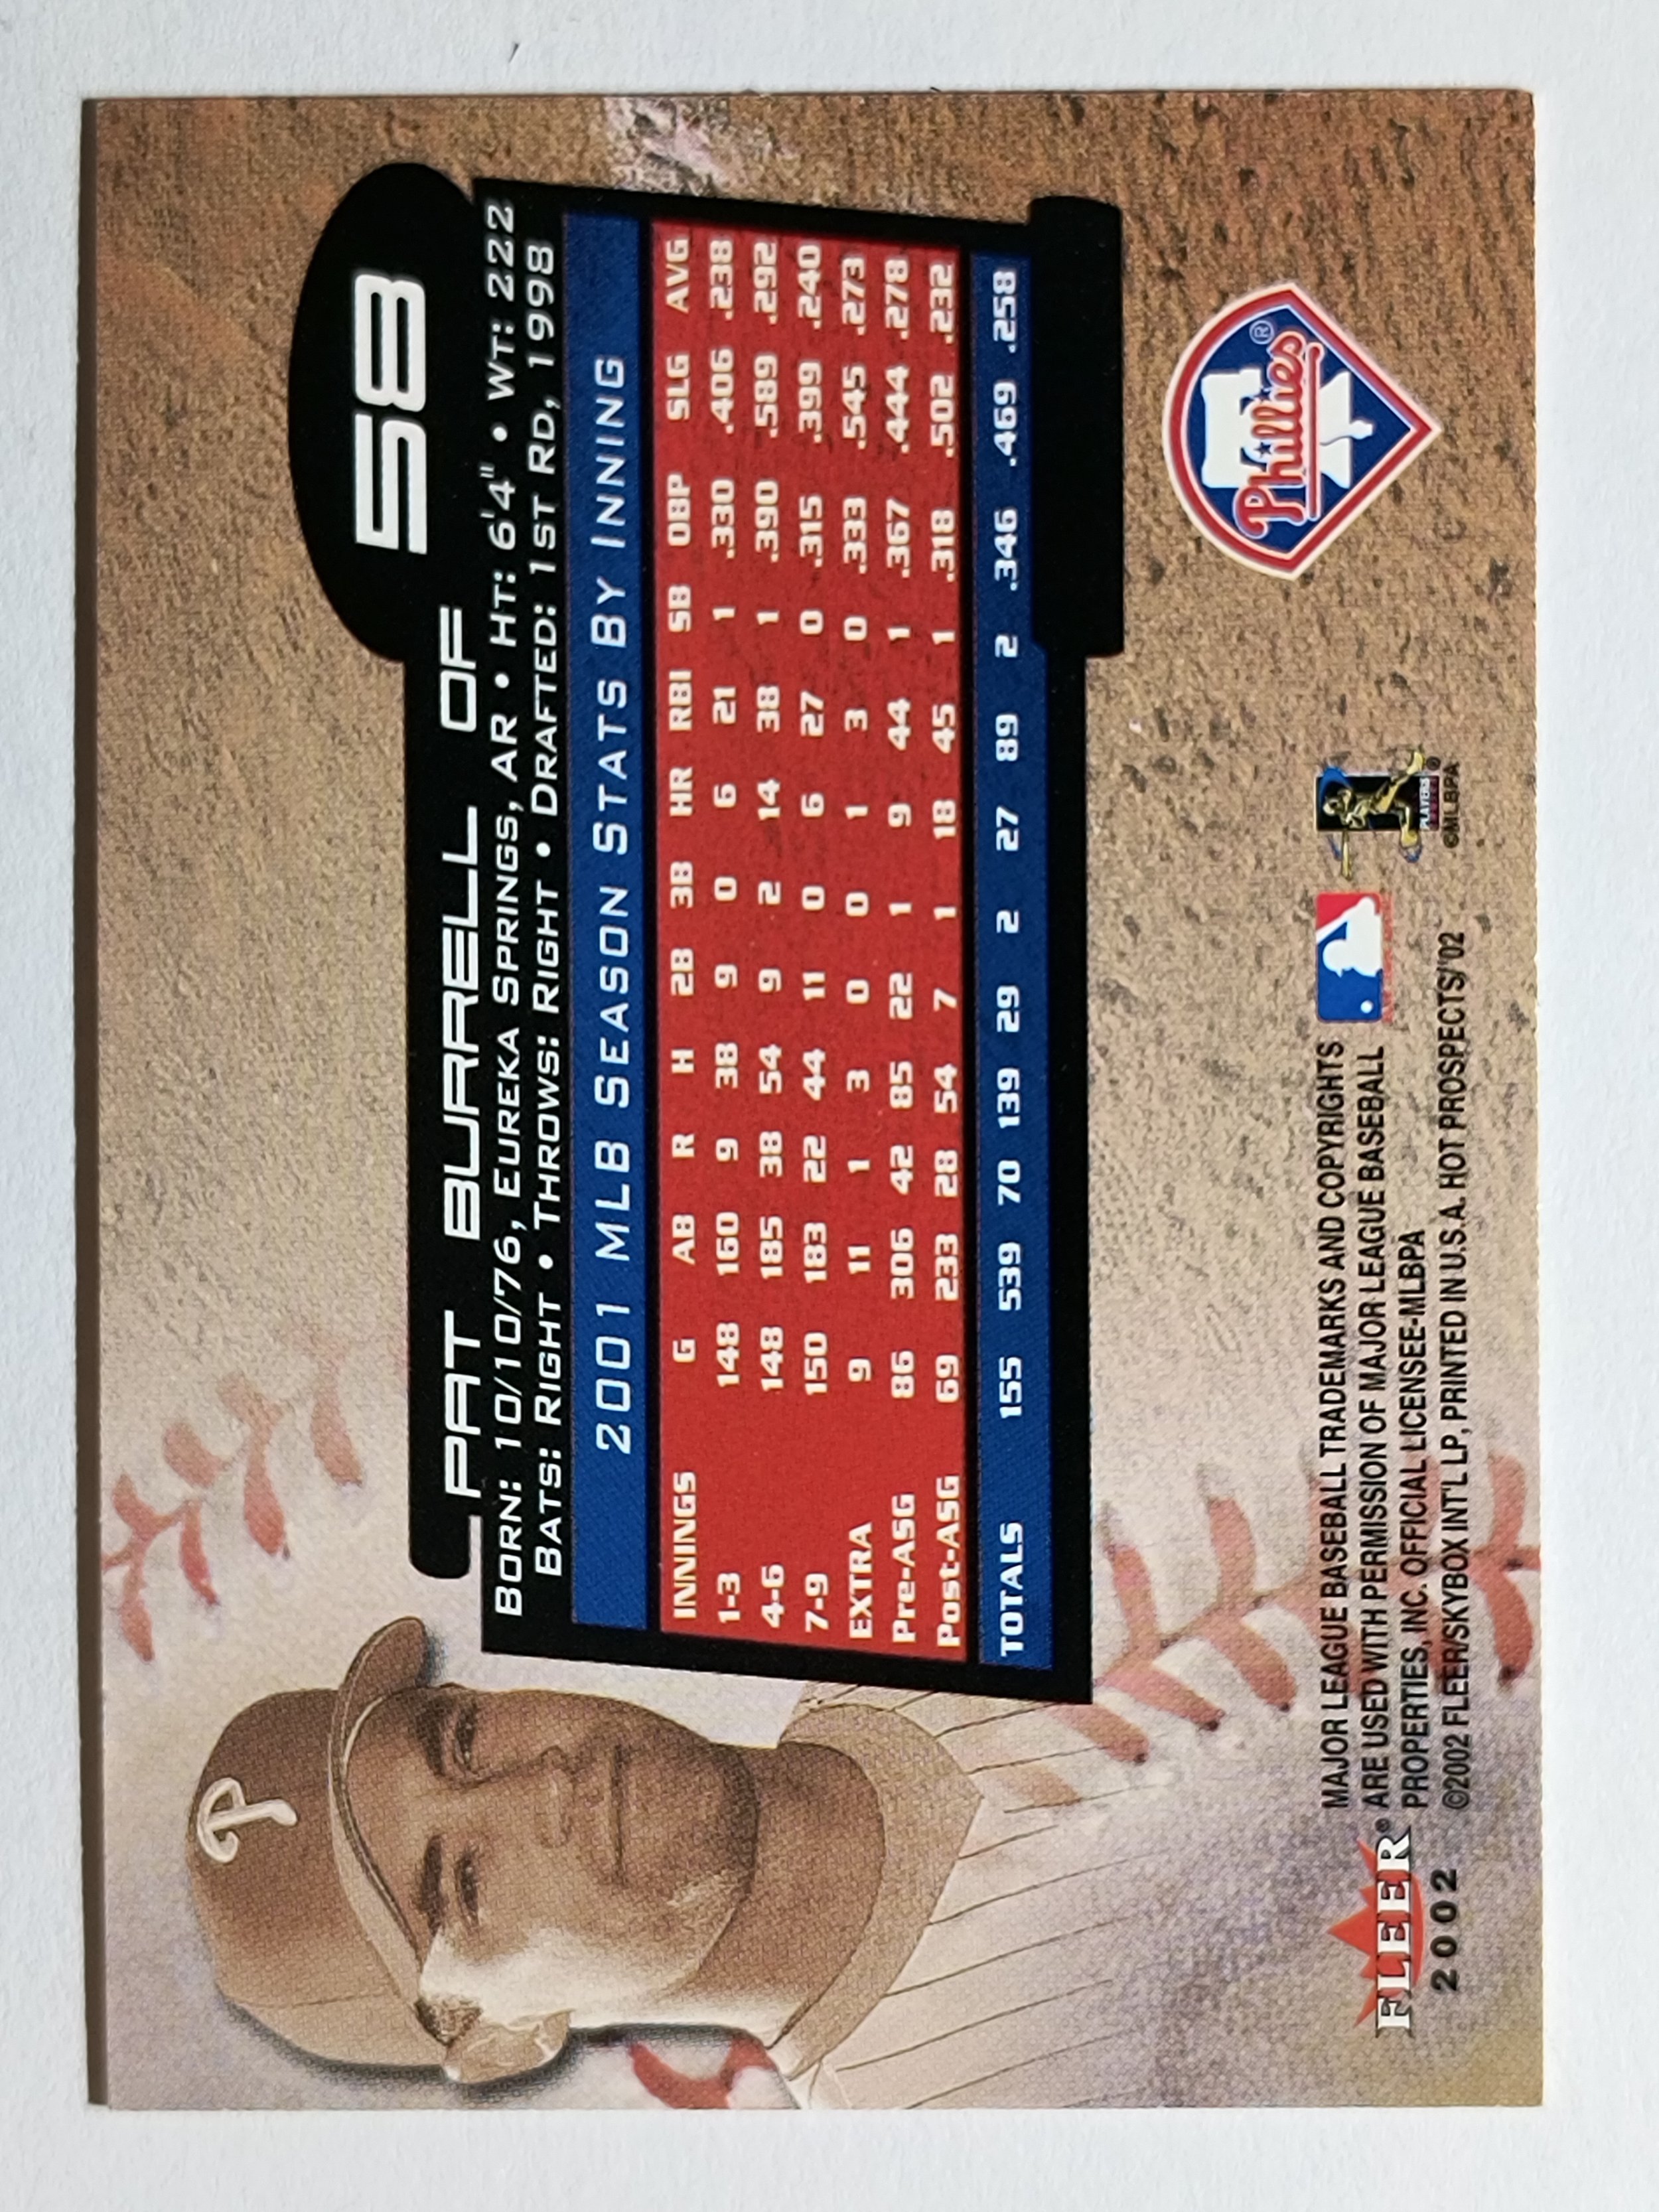 58
PAT BURRELL OF
BORN: 10/10/76, EUREKA SPRINGS, AR • HT: 6'4" • WT: 222
BATS: RIGHT • THROWS: RIGHT • DRAFTED: 1ST RD, 1998
2001 MLB SEASON STATS BY INNING
INNINGS G AB R H 2B 3B HR RBI SB OBP SLG AVG
1-3 148 160 9 38 9 0 6 21 1 .330 .406 .238
4-6 148 185 38 54 9 2 14 38 1 .390 .589 .292
7-9 150 183 22 44 11 0 6 27 0 .315 .399 .240
EXTRA 9 11 1 3 0 0 1 3 0 .333 .545 .273
Pre-ASG 86 306 42 85 22 1 9 44 1 .367 .444 .278
Post-ASG 69 233 28 54 7 1 18 45 1 .318 .502 .232
TOTALS 155 539 70 139 29 2 27 89 2 .346 .469 .258
P
Phillies ®
FLEER®
2002
MAJOR LEAGUE BASEBALL TRADEMARKS AND COPYRIGHTS
ARE USED WITH PERMISSION OF MAJOR LEAGUE BASEBALL
PROPERTIES, INC. OFFICIAL LICENSEE-MLBPA
©2002 FLEER/SKYBOX INT'L LP, PRINTED IN U.S.A. HOT PROSPECTS/'02
PLAYERS
®
©MLBPA